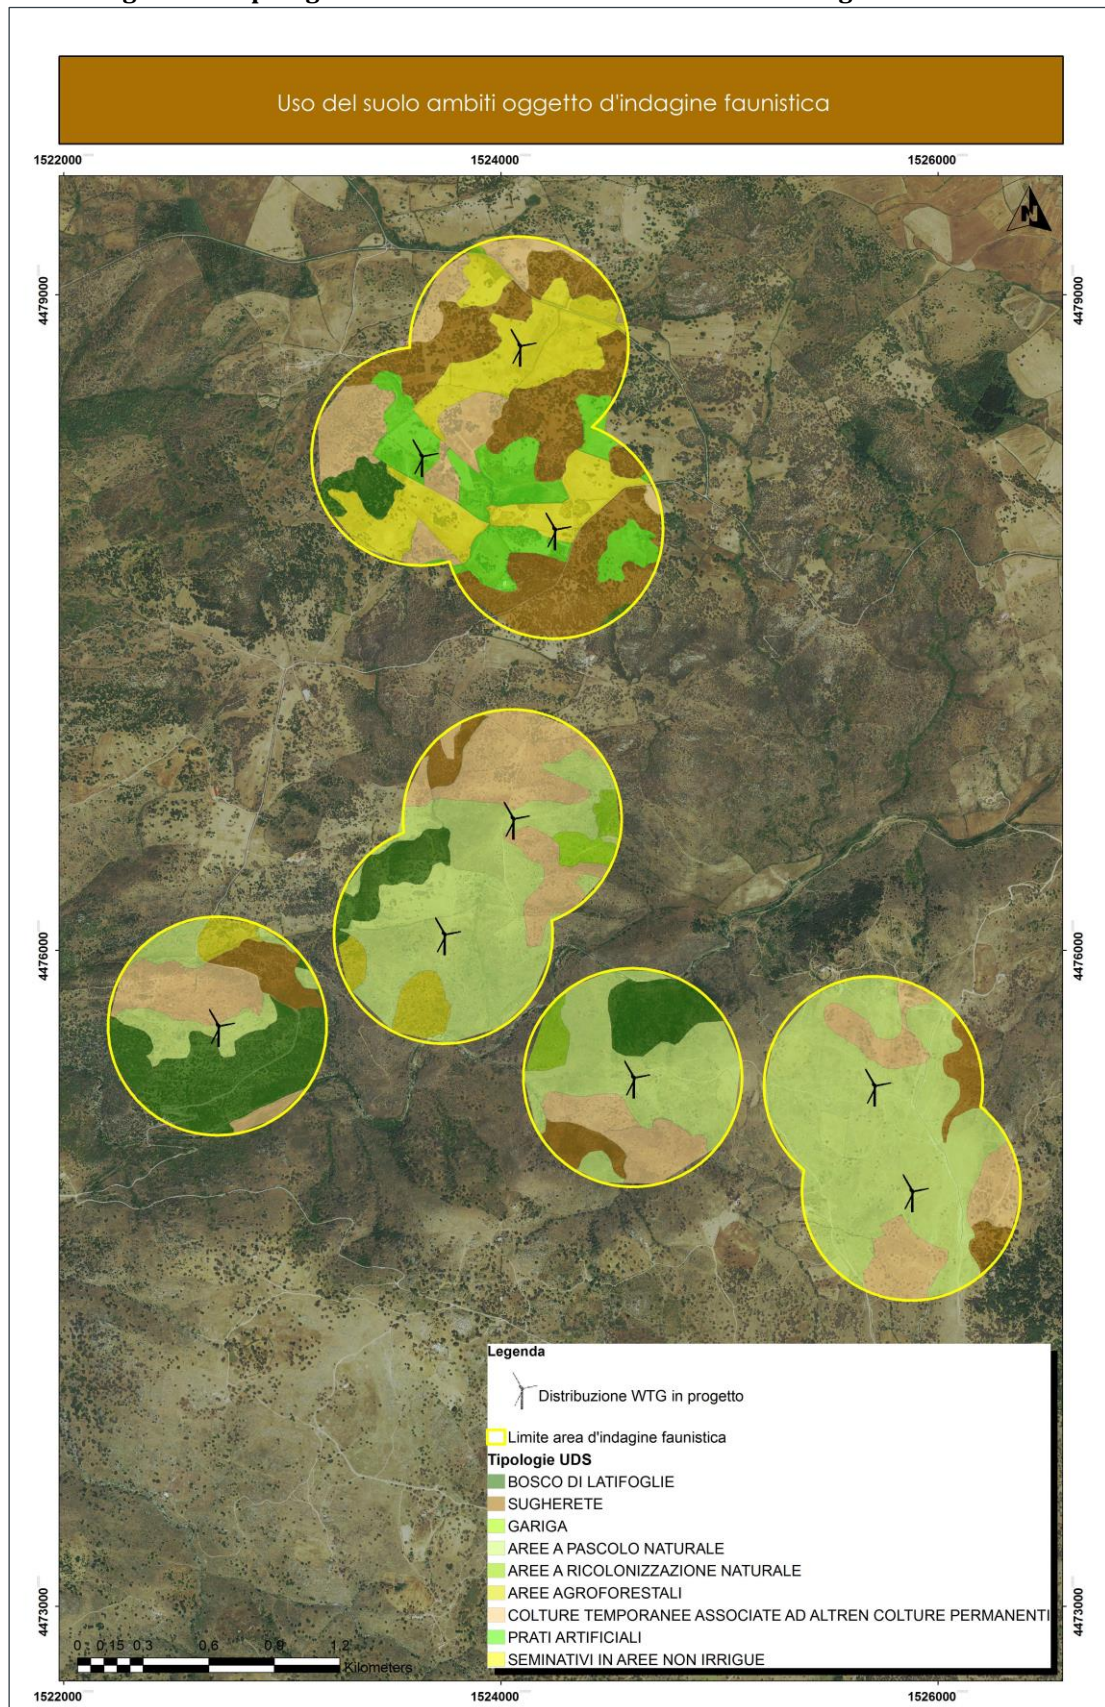 Uso del suolo ambiti oggetto d'indagine faunistica
1522000 1524000 1526000
N
4479000 4479000
4476000 4476000
4473000 4473000
Legenda
Distribuzione WTG in progetto
Limite area d'indagine faunistica
Tipologie UDS
BOSCO DI LATIFOGLIE
SUGHERETE
GARIGA
AREE A PASCOLO NATURALE
AREE A RICOLONIZZAZIONE NATURALE
AREE AGROFORESTALI
COLTURE TEMPORANEE ASSOCIATE AD ALTREN COLTURE PERMANENTI
PRATI ARTIFICIALI
SEMINATIVI IN AREE NON IRRIGUE
0 0,15 0,3 0,6 0,9 1,2
Kilometers
1522000 1524000 1526000